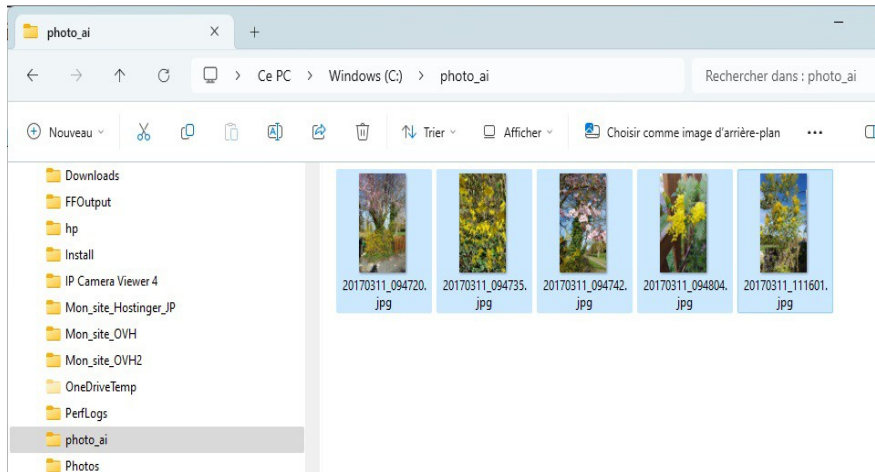 photo_ai
Ce PC > Windows (C:) > photo_ai
Rechercher dans : photo_ai
Nouveau
Trier
Afficher
Choisir comme image d'arrière-plan
Downloads
FFOutput
hp
Install
IP Camera Viewer 4
Mon_site_Hostinger_JP
Mon_site_OVH
Mon_site_OVH2
OneDriveTemp
PerfLogs
photo_ai
Photos
20170311_094720.
jpg
20170311_094735.
jpg
20170311_094742.
jpg
20170311_094804.
jpg
20170311_111601.
jpg